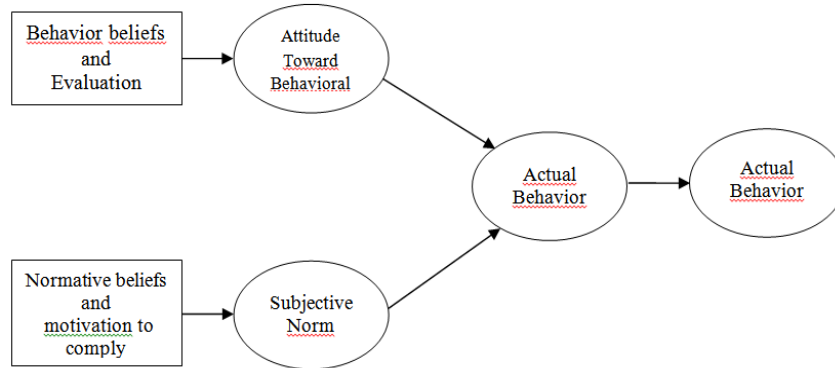 Behavior beliefs
and
Evaluation
Attitude
Toward
Behavioral
Actual
Behavior
Actual
Behavior
Normative beliefs
and
motivation to
comply
Subjective
Norm